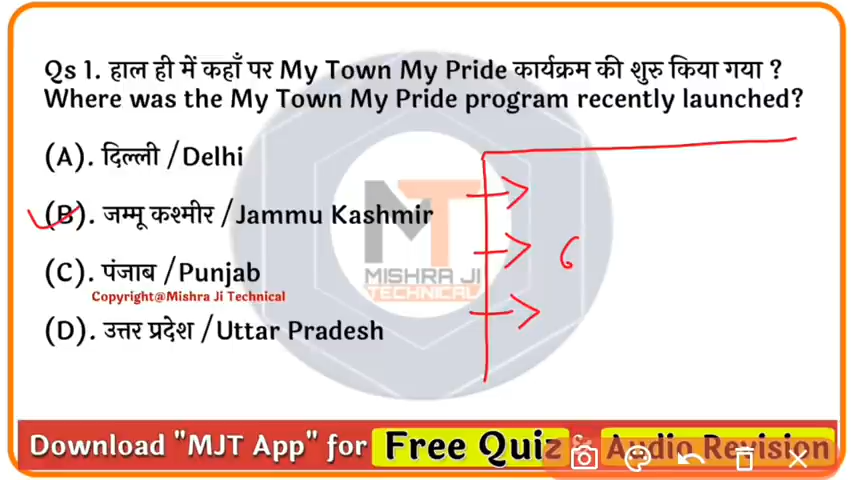 Qs 1. हाल ही में कहाँ पर My Town My Pride कार्यक्रम की शुरु किया गया ?
Where was the My Town My Pride program recently launched?
(A). दिल्ली /Delhi
(B). जम्मू कश्मीर /Jammu Kashmir
(C). पंजाब /Punjab
Copyright@Mishra Ji Technical
(D). उत्तर प्रदेश /Uttar Pradesh
MT
MISHRA JI
TECHNICAL
6
Download "MJT App" for Free Quiz & Audio Revision